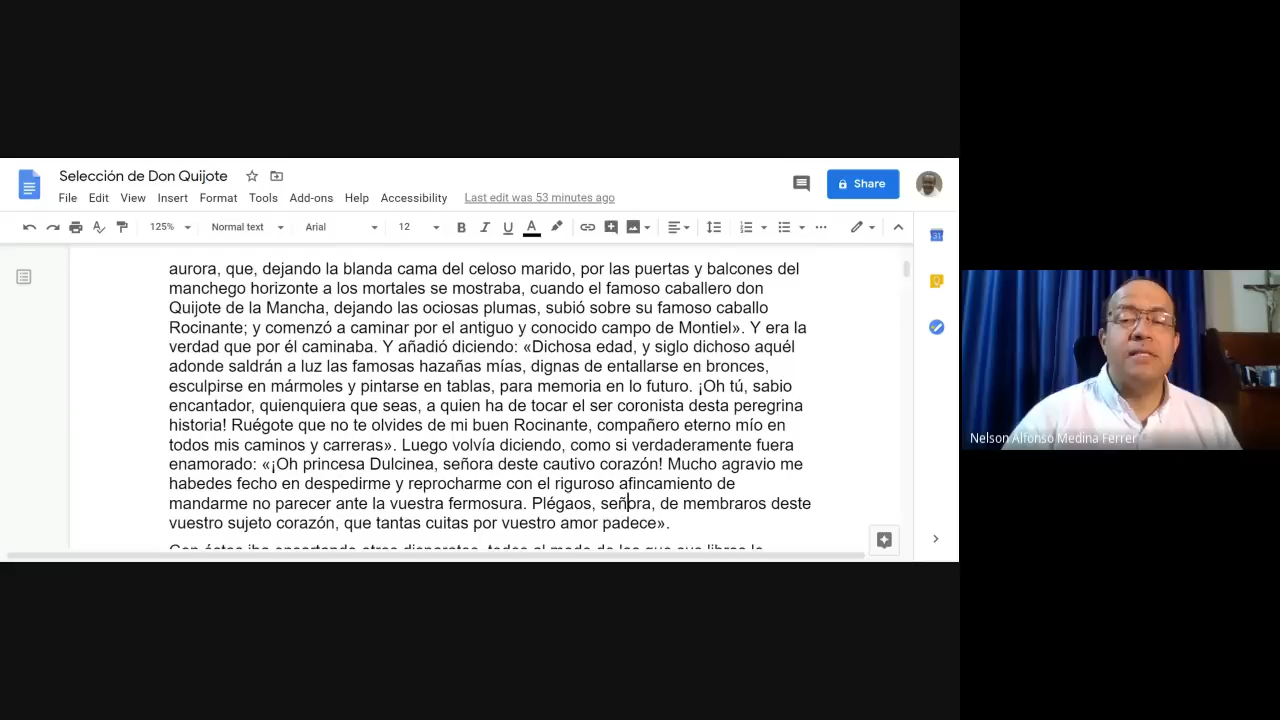 Selección de Don Quijote
Share
File Edit View Insert Format Tools Add-ons Help Accessibility Last edit was 53 minutes ago
125% Normal text Arial 12 B I U A
31
aurora, que, dejando la blanda cama del celoso marido, por las puertas y balcones del
manchego horizonte a los mortales se mostraba, cuando el famoso caballero don
Quijote de la Mancha, dejando las ociosas plumas, subió sobre su famoso caballo
Rocinante; y comenzó a caminar por el antiguo y conocido campo de Montiel». Y era la
verdad que por él caminaba. Y añadió diciendo: «Dichosa edad, y siglo dichoso aquél
adonde saldrán a luz las famosas hazañas mías, dignas de entallarse en bronces,
esculpirse en mármoles y pintarse en tablas, para memoria en lo futuro. ¡Oh tú, sabio
encantador, quienquiera que seas, a quien ha de tocar el ser coronista desta peregrina
historia! Ruégote que no te olvides de mi buen Rocinante, compañero eterno mío en
todos mis caminos y carreras». Luego volvía diciendo, como si verdaderamente fuera
enamorado: «¡Oh princesa Dulcinea, señora deste cautivo corazón! Mucho agravio me
habedes fecho en despedirme y reprocharme con el riguroso afincamiento de
mandarme no parecer ante la vuestra fermosura. Plégaos, señora, de membraros deste
vuestro sujeto corazón, que tantas cuitas por vuestro amor padece».
Nelson Alfonso Medina Ferrer